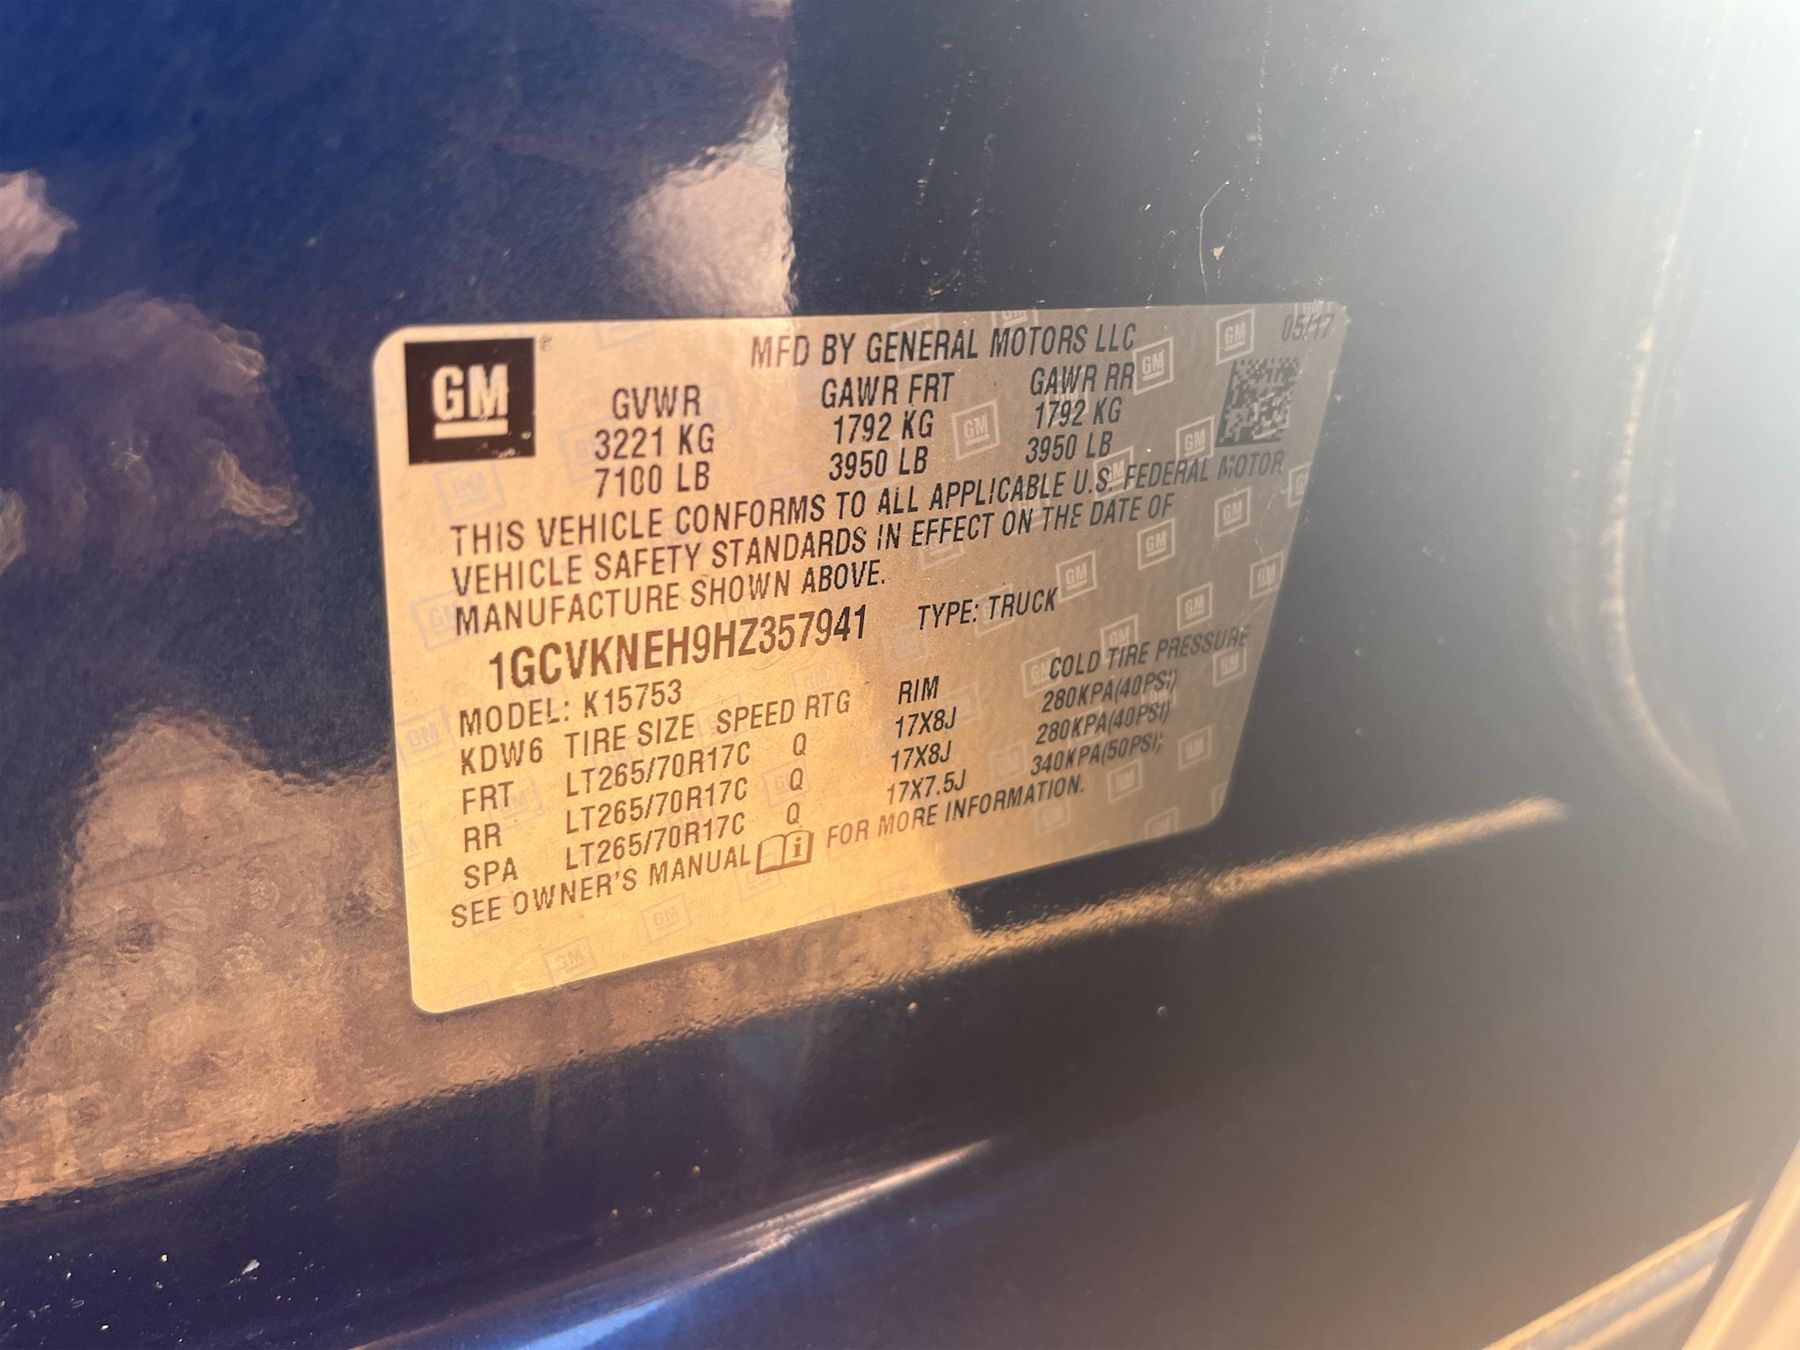 GM
MFD BY GENERAL MOTORS LLC 05/17
GVWR GAWR FRT GAWR RR
3221 KG 1792 KG 1792 KG
7100 LB 3950 LB 3950 LB
THIS VEHICLE CONFORMS TO ALL APPLICABLE U.S. FEDERAL MOTOR
VEHICLE SAFETY STANDARDS IN EFFECT ON THE DATE OF
MANUFACTURE SHOWN ABOVE.
1GCVKNEH9HZ357941 TYPE: TRUCK
MODEL: K15753
KDW6 TIRE SIZE SPEED RTG RIM COLD TIRE PRESSURE
FRT LT265/70R17C Q 17X8J 280KPA(40PSI)
RR LT265/70R17C Q 17X8J 280KPA(40PSI)
SPA LT265/70R17C Q 17X7.5J 340KPA(50PSI)
SEE OWNER'S MANUAL FOR MORE INFORMATION.